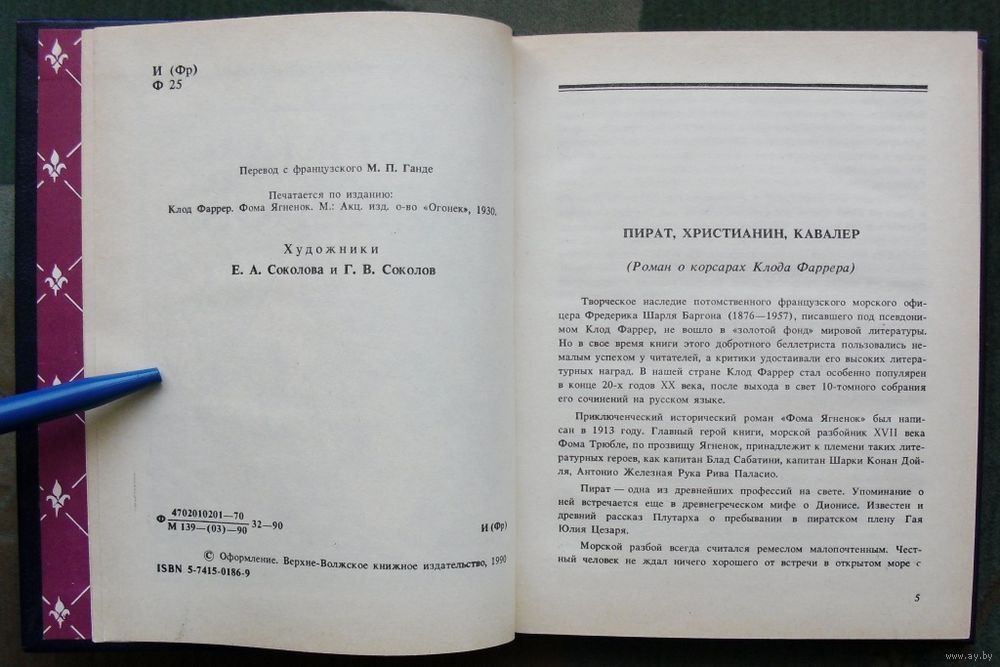 И (Фр)
Ф 25
Перевод с французского М. П. Ганде
Печатается по изданию:
Клод Фаррер. Фома Ягненок. М.: Акц. изд. о-во «Огонек», 1930.
Художники
Е. А. Соколова и Г. В. Соколов
Ф 4702010201—70
М 139—(03)—90 32—90
И (Фр)
© Оформление. Верхне-Волжское книжное издательство, 1990
ISBN 5-7415-0186-9
ПИРАТ, ХРИСТИАНИН, КАВАЛЕР
(Роман о корсарах Клода Фаррера)
Творческое наследие потомственного французского морского офи-
цера Фредерика Шарля Баргона (1876—1957), писавшего под псевдони-
мом Клод Фаррер, не вошло в «золотой фонд» мировой литературы.
Но в свое время книги этого добротного беллетриста пользовались не-
малым успехом у читателей, а критики удостаивали его высоких литера-
турных наград. В нашей стране Клод Фаррер стал особенно популярен
в конце 20-х годов XX века, после выхода в свет 10-томного собрания
его сочинений на русском языке.
Приключенческий исторический роман «Фома Ягненок» был напи-
сан в 1913 году. Главный герой книги, морской разбойник XVII века
Фома Трюбле, по прозвищу Ягненок, принадлежит к племени таких лите-
ратурных героев, как капитан Блад Сабатини, капитан Шарки Конан Дой-
ля, Антонио Железная Рука Рива Паласио.
Пират — одна из древнейших профессий на свете. Упоминание о
ней встречается еще в древнегреческом мифе о Дионисе. Известен и
древний рассказ Плутарха о пребывании в пиратском плену Гая
Юлия Цезаря.
Морской разбой всегда считался ремеслом малопочтенным. Чест-
ный человек не ждал ничего хорошего от встречи в открытом море с
5
www.ay.by